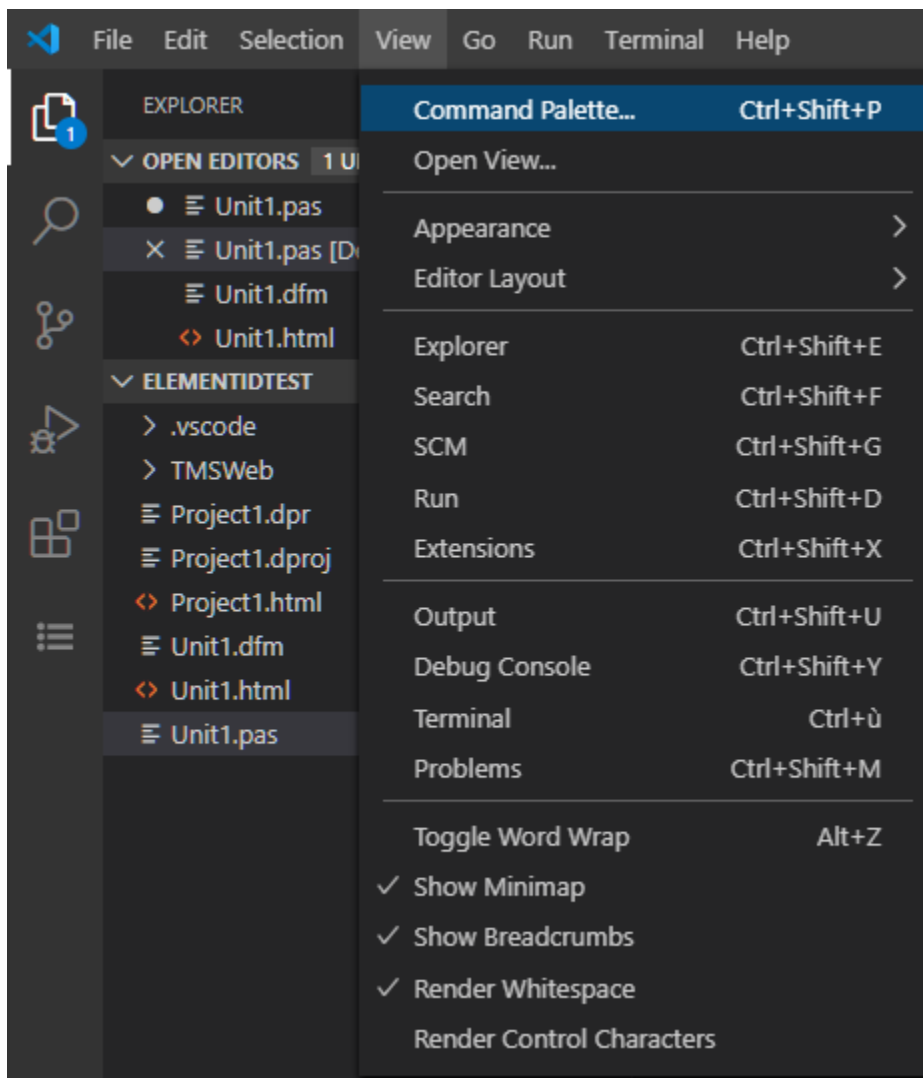 File Edit Selection View Go Run Terminal Help
EXPLORER
OPEN EDITORS 1 U
Unit1.pas
Unit1.pas [D
Unit1.dfm
Unit1.html
ELEMENTIDTEST
.vscode
TMSWeb
Project1.dpr
Project1.dproj
Project1.html
Unit1.dfm
Unit1.html
Unit1.pas
1
Command Palette... Ctrl+Shift+P
Open View...
Appearance
Editor Layout
Explorer Ctrl+Shift+E
Search Ctrl+Shift+F
SCM Ctrl+Shift+G
Run Ctrl+Shift+D
Extensions Ctrl+Shift+X
Output Ctrl+Shift+U
Debug Console Ctrl+Shift+Y
Terminal Ctrl+ù
Problems Ctrl+Shift+M
Toggle Word Wrap Alt+Z
Show Minimap
Show Breadcrumbs
Render Whitespace
Render Control Characters